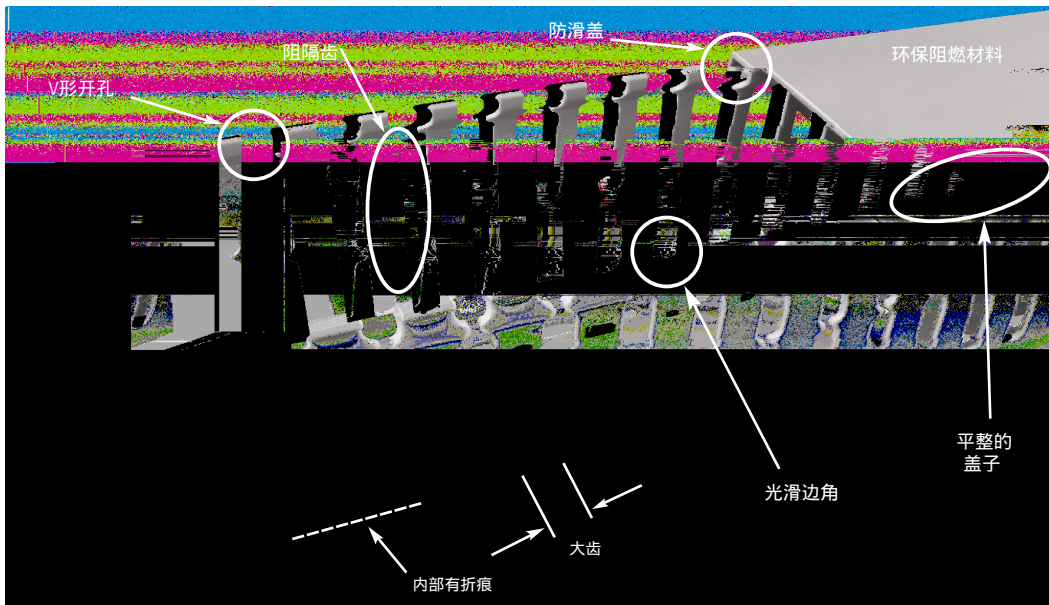 防滑盖
阻隔齿
环保阻燃材料
V形开孔
平整的
盖子
光滑边角
大齿
内部有折痕